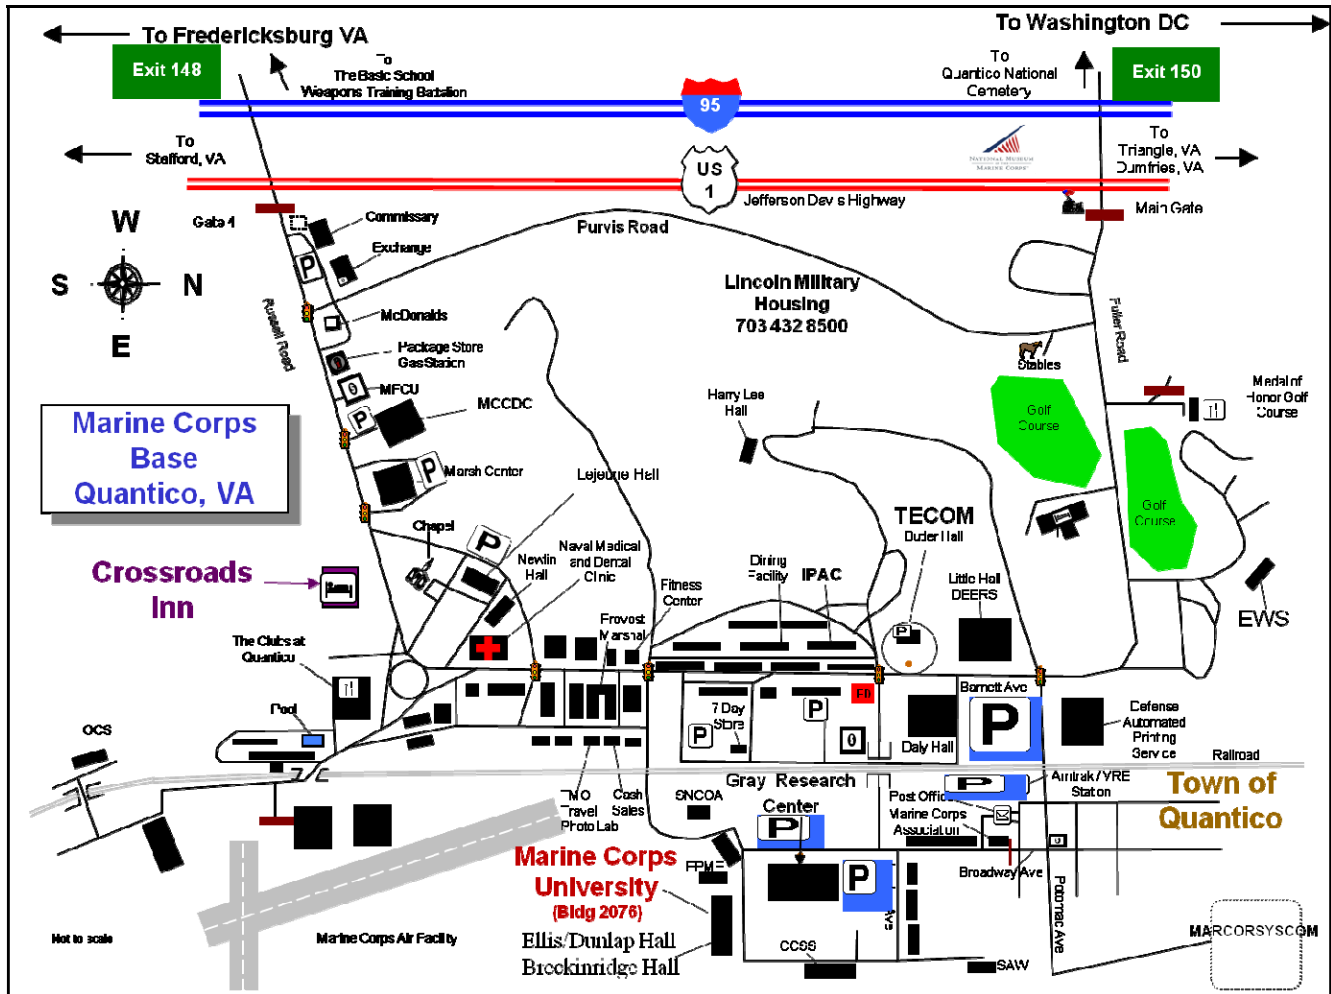 To Fredericksburg VA
To Washington DC
Exit 148
To
The Basic School
Weapons Training Battalion
To
Quantico National
Cemetery
Exit 150
95
To
Stafford, VA
US
1
Jefferson Davis Highway
NATIONAL MUSEUM
MARINE CORPS
To
Triangle, VA
Dumfries, VA
W
S
N
E
Gate 4
Commissary
Exchange
P
Purvis Road
Main Gate
Russell Road
McDonalds
Lincoln Military
Housing
703 432 8500
Fuller Road
Package Store
Gas Station
MFCU
Stables
Harry Lee
Hall
Golf
Course
Medal of
Honor Golf
Course
Marine Corps
Base
Quantico, VA
P
MCCDC
P
Marsh Center
Lejeune Hall
Golf
Course
TECOM
Butler Hall
Chapel
P
Newlin
Hall
Naval Medical
and Dental
Clinic
Dining
Facility
IPAC
Little Hall
DEERS
Crossroads
Inn
Fitness
Center
Provost
Marshal
P
EWS
The Clubs at
Quantico
Pool
OCS
7 Day
Store
P
P
FD
Daly Hall
Barnett Ave
P
Defense
Automated
Printing
Service
Railroad
Gray Research
Center
P
Amtrak / VRE
Station
Town of
Quantico
TMO
Travel
Photo Lab
Cash
Sales
SNCOA
P
Post Office
Marine Corps
Association
Broadway Ave
Marine Corps
University
(Bldg 2076)
Ellis/Dunlap Hall
Breckinridge Hall
P
Ave
Potomac Ave
MARCORSYSCOM
Not to scale
Marine Corps Air Facility
CCSS
SAW